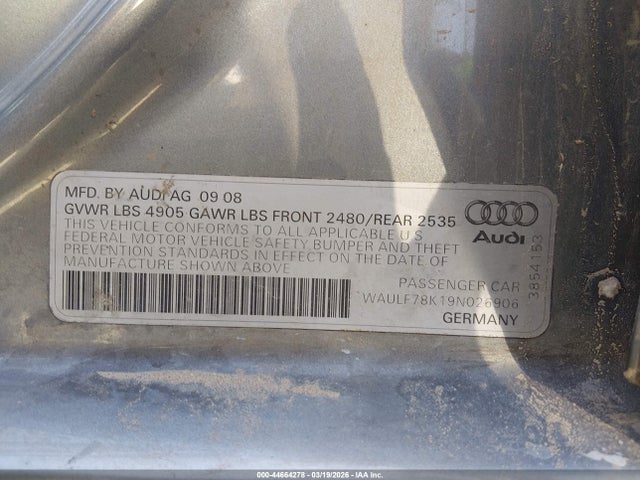 MFD. BY AUDI AG 09 08
GVWR LBS 4905 GAWR LBS FRONT 2480/REAR 2535
THIS VEHICLE CONFORMS TO ALL APPLICABLE U S
FEDERAL MOTOR VEHICLE SAFETY, BUMPER AND THEFT
PREVENTION STANDARDS IN EFFECT ON THE DATE OF
MANUFACTURE SHOWN ABOVE
Audi
PASSENGER CAR
WAULF78K19N026906
GERMANY
3854153
000-44664278 - 03/19/2026 - IAA Inc.